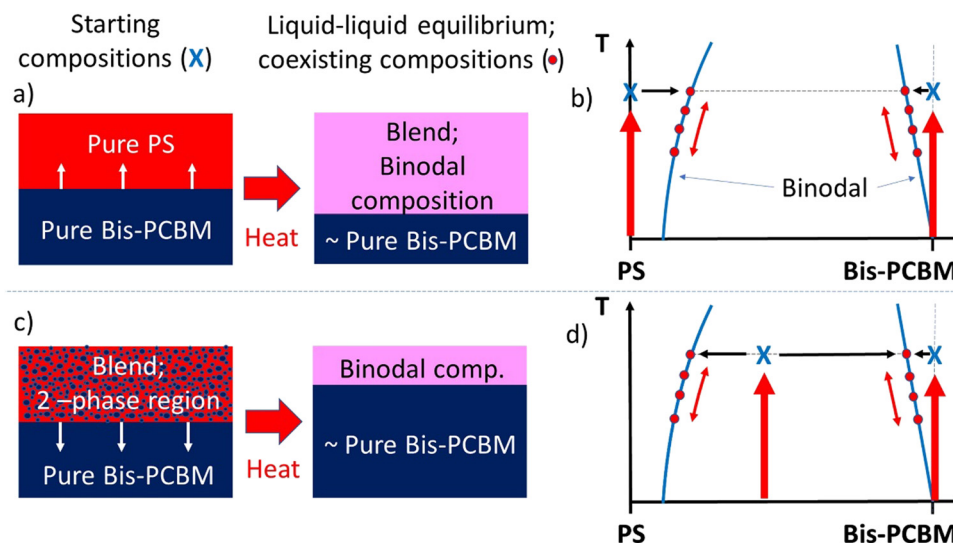 Starting
compositions (X)
Liquid-liquid equilibrium;
coexisting compositions (●)
a)
Pure PS
Pure Bis-PCBM
Heat
Blend;
Binodal
composition
~ Pure Bis-PCBM
b)
T
Binodal
PS
Bis-PCBM
c)
Blend;
2 –phase region
Pure Bis-PCBM
Heat
Binodal comp.
~ Pure Bis-PCBM
d)
T
PS
Bis-PCBM